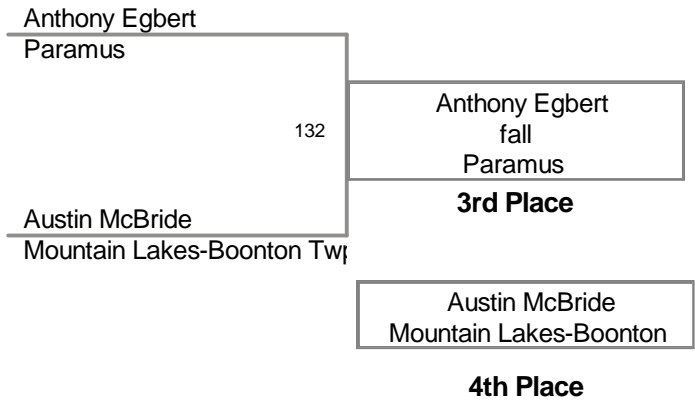 Anthony Egbert
Paramus
132
Anthony Egbert
fall
Paramus
3rd Place
Austin McBride
Mountain Lakes-Boonton Twp
Austin McBride
Mountain Lakes-Boonton
4th Place